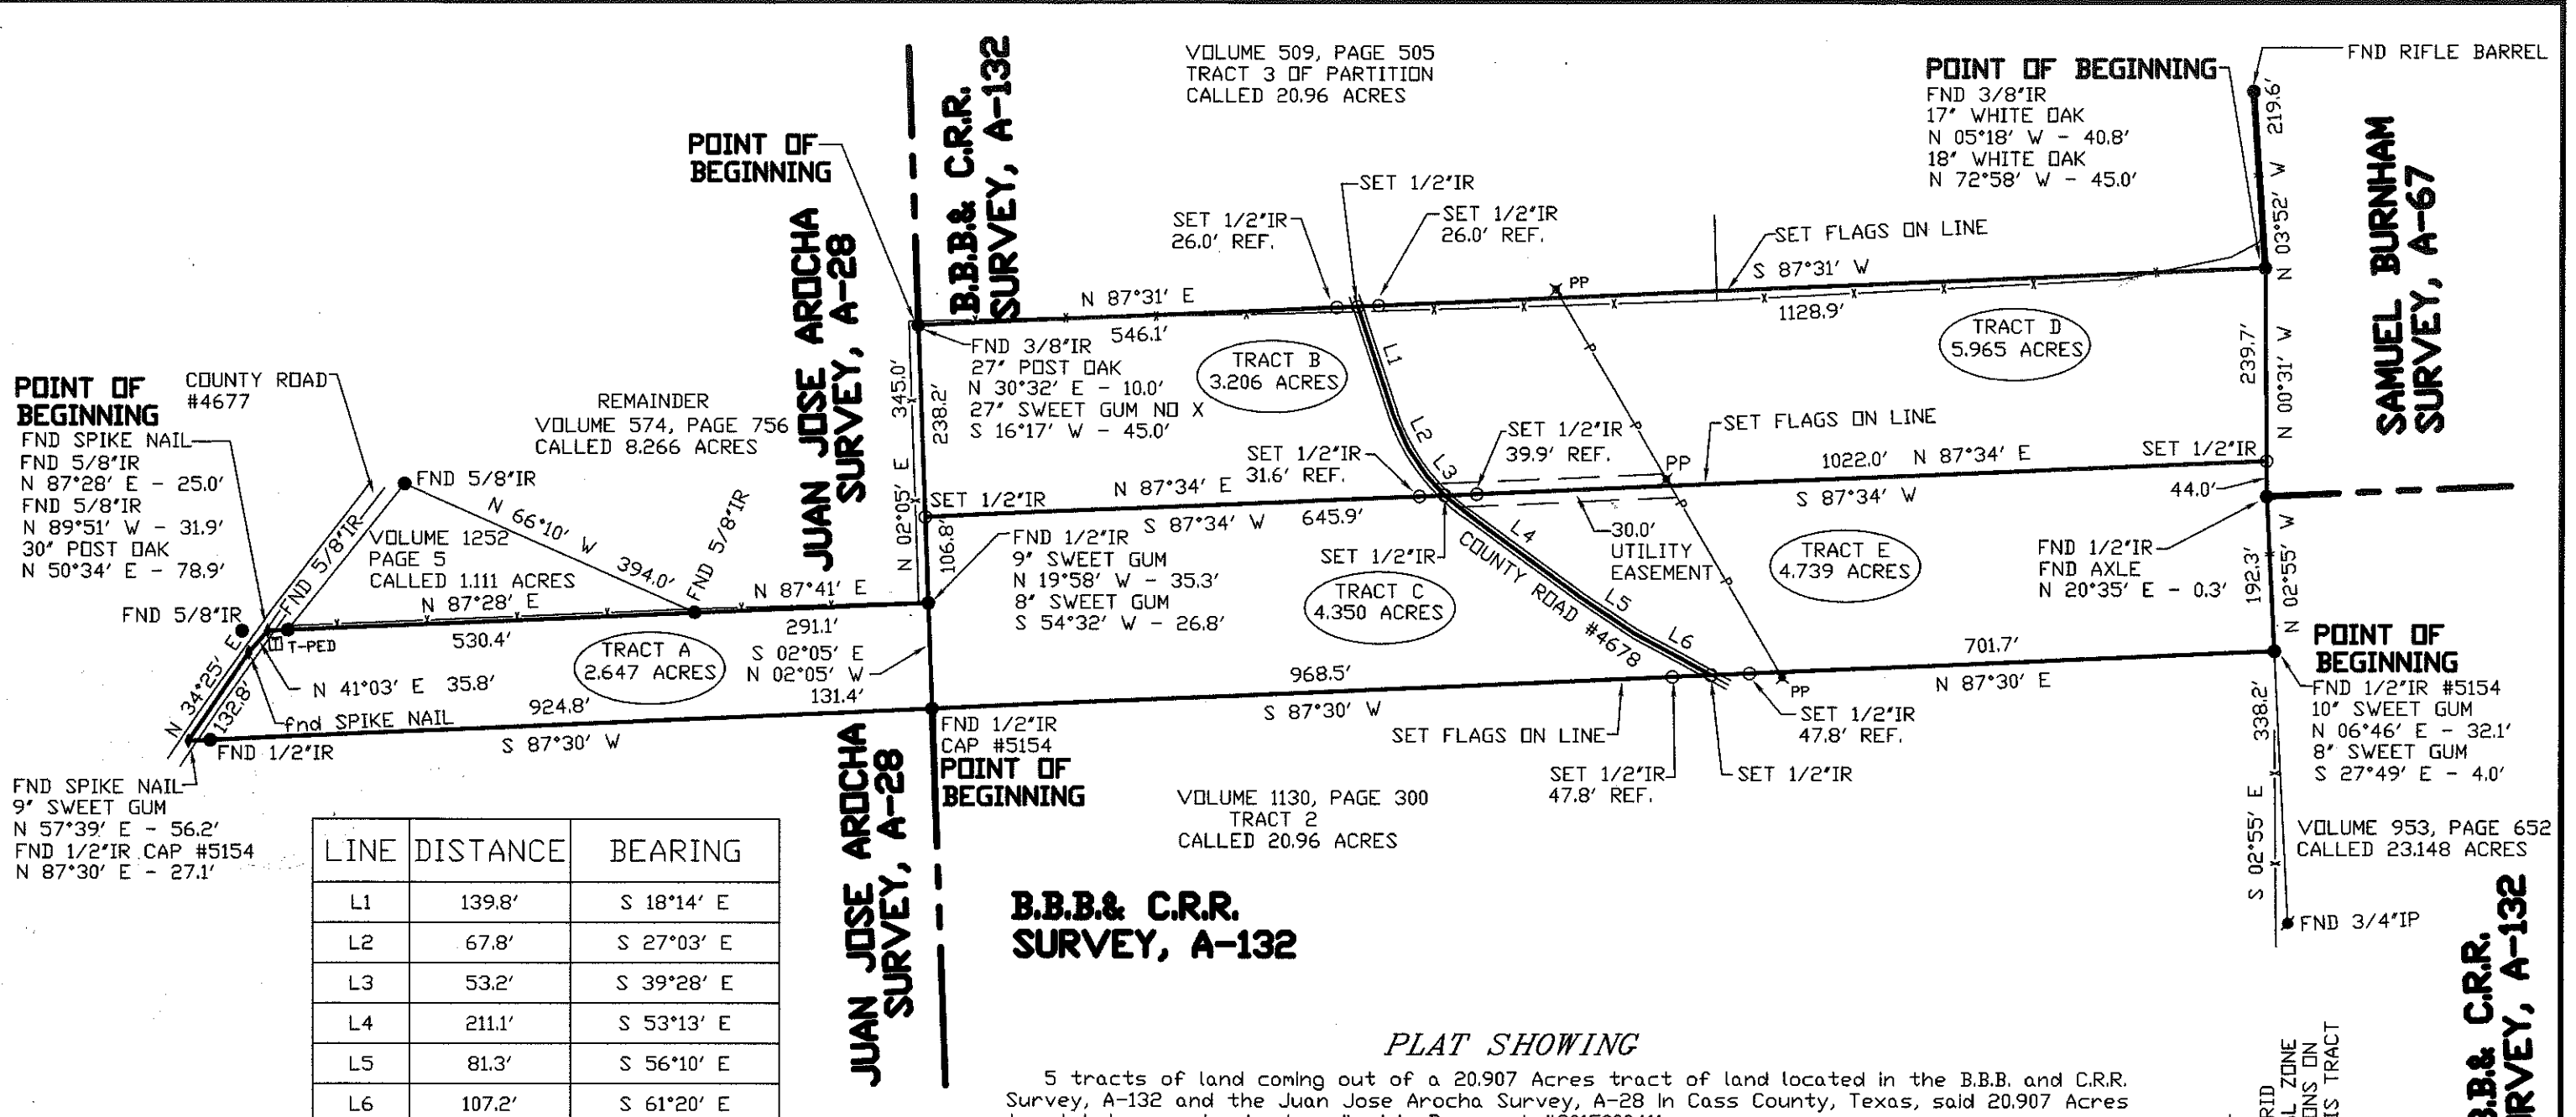 VOLUME 509, PAGE 505
TRACT 3 OF PARTITION
CALLED 20.96 ACRES
B.B.B.& C.R.R.
SURVEY, A-132
POINT OF BEGINNING
FND 3/8"IR
17" WHITE OAK
N 05°18' W - 40.8'
18" WHITE OAK
N 72°58' W - 45.0'
FND RIFLE BARREL
219.6'
N 03°52' W
SAMUEL BURNHAM
SURVEY, A-67
POINT OF
BEGINNING
JUAN JOSE AROCHA
SURVEY, A-28
SET 1/2"IR
SET 1/2"IR
26.0' REF.
SET 1/2"IR
26.0' REF.
SET FLAGS ON LINE
S 87°31' W
1128.9'
PP
N 87°31' E
546.1'
TRACT D
5.965 ACRES
239.7'
N 00°31' W
TRACT B
3.206 ACRES
FND 3/8"IR
27" POST OAK
N 30°32' E - 10.0'
27" SWEET GUM NO X
S 16°17' W - 45.0'
345.0'
238.2'
N 02°05' E
106.8'
L1
L2
L3
P
P
POINT OF
BEGINNING
COUNTY ROAD
#4677
FND SPIKE NAIL
FND 5/8"IR
N 87°28' E - 25.0'
FND 5/8"IR
N 89°51' W - 31.9'
30" POST OAK
N 50°34' E - 78.9'
REMAINDER
VOLUME 574, PAGE 756
CALLED 8.266 ACRES
FND 5/8"IR
N 66°10' W
394.0'
FND 5/8"IR
FND 5/8"IR
VOLUME 1252
PAGE 5
CALLED 1.111 ACRES
N 87°28' E
530.4'
N 87°41' E
291.1'
FND 5/8"IR
T-PED
TRACT A
2.647 ACRES
S 02°05' E
N 02°05' W
131.4'
N 34°25' E
132.8'
N 41°03' E 35.8'
fnd SPIKE NAIL
924.8'
S 87°30' W
FND 1/2"IR
FND SPIKE NAIL
9" SWEET GUM
N 57°39' E - 56.2'
FND 1/2"IR CAP #5154
N 87°30' E - 27.1'
SET 1/2"IR
31.6' REF.
SET 1/2"IR
39.9' REF.
SET FLAGS ON LINE
PP
1022.0' N 87°34' E
SET 1/2"IR
S 87°34' W
44.0'
SET 1/2"IR
N 87°34' E
S 87°34' W
645.9'
FND 1/2"IR
9" SWEET GUM
N 19°58' W - 35.3'
8" SWEET GUM
S 54°32' W - 26.8'
SET 1/2"IR
30.0'
UTILITY
EASEMENT
P
P
L4
L5
L6
COUNTY ROAD #4678
TRACT C
4.350 ACRES
TRACT E
4.739 ACRES
FND 1/2"IR
FND AXLE
N 20°35' E - 0.3'
192.3'
N 02°55' W
968.5'
S 87°30' W
701.7'
N 87°30' E
PP
SET FLAGS ON LINE
SET 1/2"IR
47.8' REF.
SET 1/2"IR
47.8' REF.
SET 1/2"IR
POINT OF
BEGINNING
FND 1/2"IR #5154
10" SWEET GUM
N 06°46' E - 32.1'
8" SWEET GUM
S 27°49' E - 4.0'
338.2'
S 02°55' E
VOLUME 953, PAGE 652
CALLED 23.148 ACRES
FND 3/4"IP
FND 1/2"IR
CAP #5154
POINT OF
BEGINNING
JUAN JOSE AROCHA
SURVEY, A-28
VOLUME 1130, PAGE 300
TRACT 2
CALLED 20.96 ACRES
B.B.B.& C.R.R.
SURVEY, A-132
LINE DISTANCE BEARING
L1 139.8' S 18°14' E
L2 67.8' S 27°03' E
L3 53.2' S 39°28' E
L4 211.1' S 53°13' E
L5 81.3' S 56°10' E
L6 107.2' S 61°20' E
PLAT SHOWING
5 tracts of land coming out of a 20.907 Acres tract of land located in the B.B.B. and C.R.R.
Survey, A-132 and the Juan Jose Arocha Survey, A-28 in Cass County, Texas, said 20.907 Acres
ZONE
ONS ON
IS TRACT
B.B.& C.R.R.
RVEY, A-132